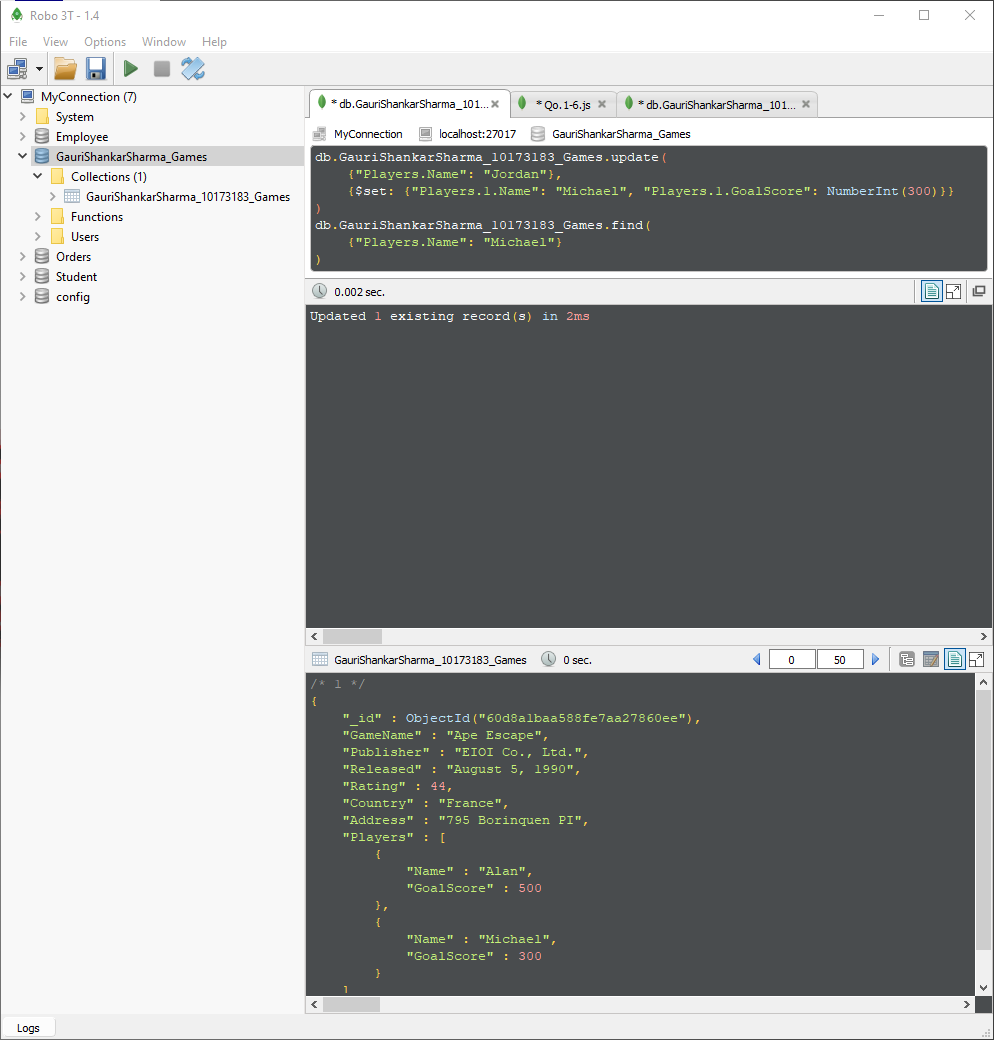 Robo 3T - 1.4
File View Options Window Help
MyConnection (7)
System
Employee
GauriShankarSharma_Games
Collections (1)
GauriShankarSharma_10173183_Games
Functions
Users
Orders
Student
config
* db.GauriShankarSharma_101... * Qo.1-6.js * db.GauriShankarSharma_101...
MyConnection localhost:27017 GauriShankarSharma_Games
db.GauriShankarSharma_10173183_Games.update(
{"Players.Name": "Jordan"},
{$set: {"Players.1.Name": "Michael", "Players.1.GoalScore": NumberInt(300)}}
)
db.GauriShankarSharma_10173183_Games.find(
{"Players.Name": "Michael"}
)
0.002 sec.
Updated 1 existing record(s) in 2ms
GauriShankarSharma_10173183_Games 0 sec. 0 50
/* 1 */
{
"_id" : ObjectId("60d8a1baa588fe7aa27860ee"),
"GameName" : "Ape Escape",
"Publisher" : "EIOI Co., Ltd.",
"Released" : "August 5, 1990",
"Rating" : 44,
"Country" : "France",
"Address" : "795 Borinquen PI",
"Players" : [
{
"Name" : "Alan",
"GoalScore" : 500
},
{
"Name" : "Michael",
"GoalScore" : 300
}
]
Logs